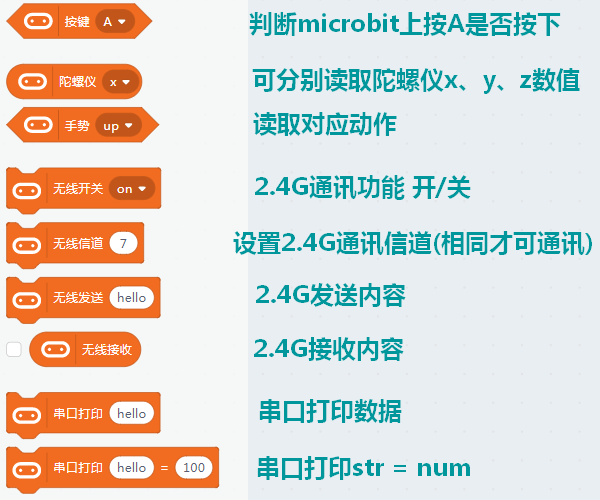 按键 A 判断microbit上按A是否按下
陀螺仪 x 可分别读取陀螺仪x、y、z数值
手势 up 读取对应动作
无线开关 on 2.4G通讯功能 开/关
无线信道 7 设置2.4G通讯信道(相同才可通讯)
无线发送 hello 2.4G发送内容
无线接收 2.4G接收内容
串口打印 hello 串口打印数据
串口打印 hello = 100 串口打印str = num